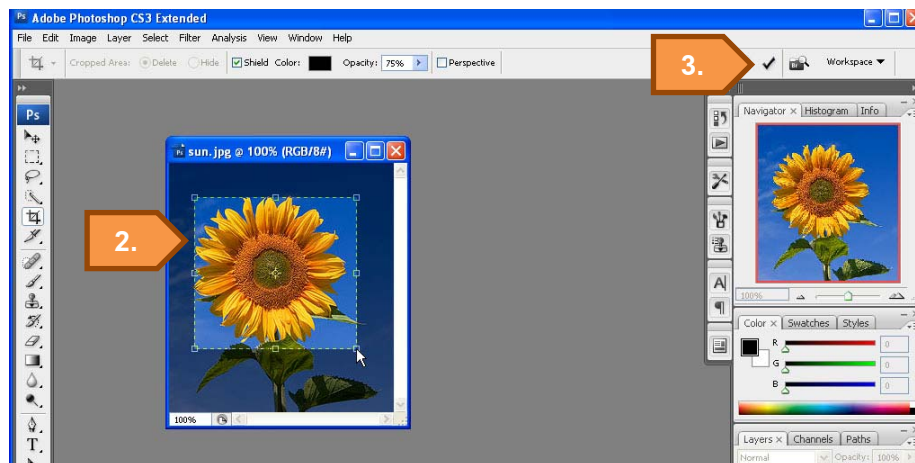 Ps Adobe Photoshop CS3 Extended
File Edit Image Layer Select Filter Analysis View Window Help
Cropped Area: Delete Hide Shield Color: Opacity: 75% Perspective
3.
Workspace
Ps
Navigator × Histogram Info
sun.jpg @ 100% (RGB/8#)
2.
A
100%
Color × Swatches Styles
R 0
G 0
B 0
100%
T
Layers × Channels Paths
Normal Opacity: 100%